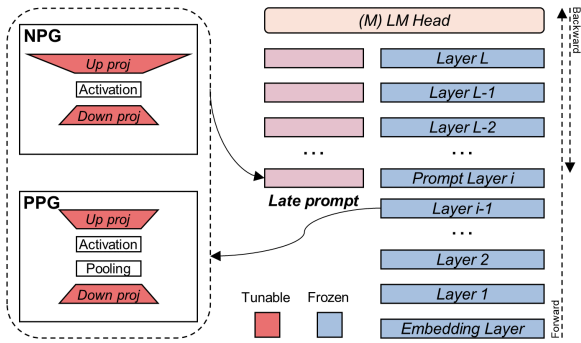 NPG
Up proj
Activation
Down proj
PPG
Up proj
Activation
Pooling
Down proj
(M) LM Head
Layer L
Layer L-1
Layer L-2
...
...
Prompt Layer i
Late prompt
Layer i-1
...
Layer 2
Layer 1
Embedding Layer
Tunable
Frozen
Backward
Forward